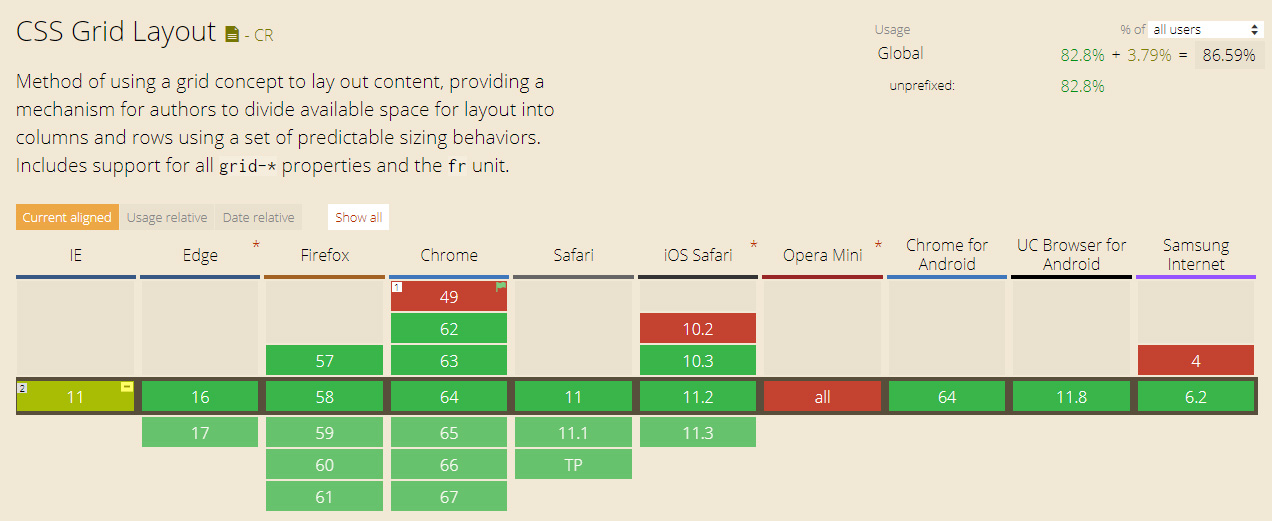 CSS Grid Layout - CR
Usage % of all users
Global 82.8% + 3.79% = 86.59%
unprefixed: 82.8%
Method of using a grid concept to lay out content, providing a
mechanism for authors to divide available space for layout into
columns and rows using a set of predictable sizing behaviors.
Includes support for all grid-* properties and the fr unit.
Current aligned Usage relative Date relative Show all
IE Edge * Firefox Chrome Safari iOS Safari * Opera Mini * Chrome for Android UC Browser for Android Samsung Internet
1 49
62 10.2
57 63 10.3 4
2 11 - 16 58 64 11 11.2 all 64 11.8 6.2
17 59 65 11.1 11.3
60 66 TP
61 67